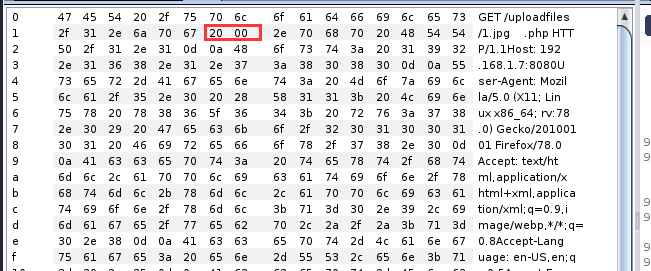 0 47 45 54 20 2f 75 70 6c 6f 61 64 66 69 6c 65 73 GET /uploadfiles
1 2f 31 2e 6a 70 67 20 00 2e 70 68 70 20 48 54 54 /1.jpg .php HTT
2 50 2f 31 2e 31 0d 0a 48 6f 73 74 3a 20 31 39 32 P/1.1Host: 192
3 2e 31 36 38 2e 31 2e 37 3a 38 30 38 30 0d 0a 55 .168.1.7:8080U
4 73 65 72 2d 41 67 65 6e 74 3a 20 4d 6f 7a 69 6c ser-Agent: Mozil
5 6c 61 2f 35 2e 30 20 28 58 31 31 3b 20 4c 69 6e la/5.0 (X11; Lin
6 75 78 20 78 38 36 5f 36 34 3b 20 72 76 3a 37 38 ux x86_64; rv:78
7 2e 30 29 20 47 65 63 6b 6f 2f 32 30 31 30 30 31 .0) Gecko/201001
8 30 31 20 46 69 72 65 66 6f 78 2f 37 38 2e 30 0d 01 Firefox/78.0
9 0a 41 63 63 65 70 74 3a 20 74 65 78 74 2f 68 74 Accept: text/ht
a 6d 6c 2c 61 70 70 6c 69 63 61 74 69 6f 6e 2f 78 ml,application/x
b 68 74 6d 6c 2b 78 6d 6c 2c 61 70 70 6c 69 63 61 html+xml,applica
c 74 69 6f 6e 2f 78 6d 6c 3b 71 3d 30 2e 39 2c 69 tion/xml;q=0.9,i
d 6d 61 67 65 2f 77 65 62 70 2c 2a 2f 2a 3b 71 3d mage/webp,*/*;q=
e 30 2e 38 0d 0a 41 63 63 65 70 74 2d 4c 61 6e 67 0.8Accept-Lang
f 75 61 67 65 3a 20 65 6e 2d 55 53 2c 65 6e 3b 71 uage: en-US,en;q